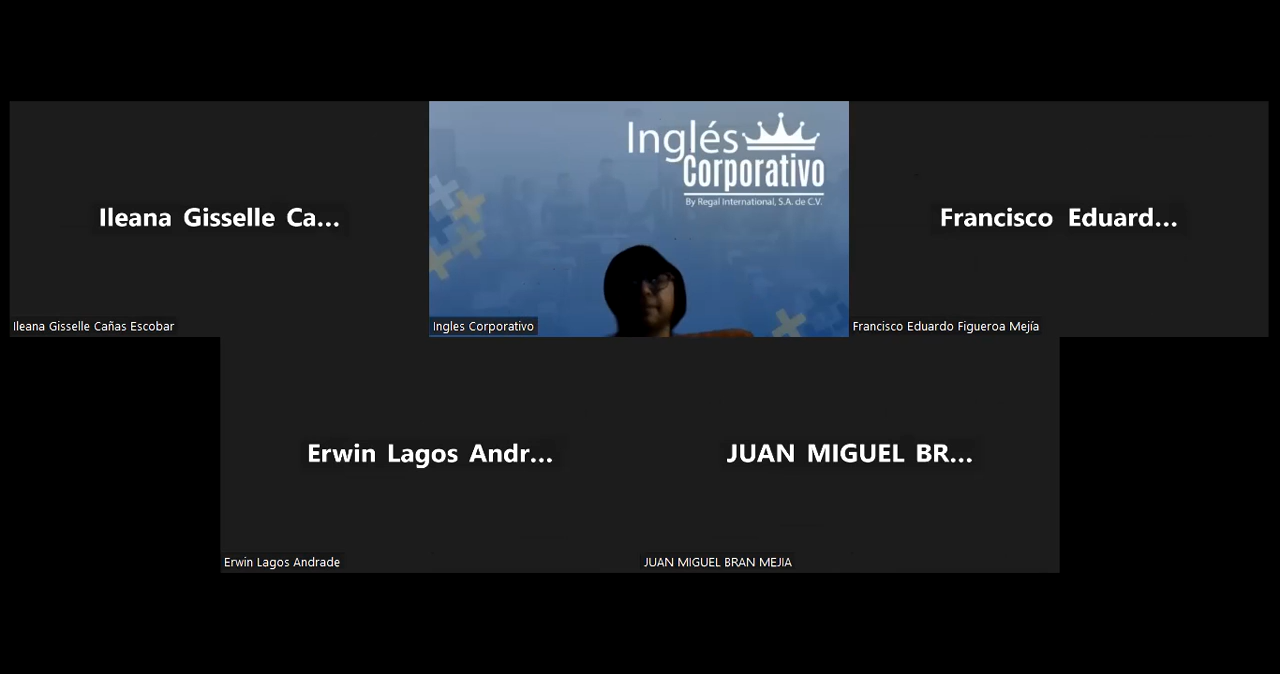 Ileana Gisselle Ca...
Ileana Gisselle Cañas Escobar
Inglés
Corporativo
By Regal International, S.A. de C.V.
Ingles Corporativo
Francisco Eduard...
Francisco Eduardo Figueroa Mejía
Erwin Lagos Andr...
Erwin Lagos Andrade
JUAN MIGUEL BR...
JUAN MIGUEL BRAN MEJIA